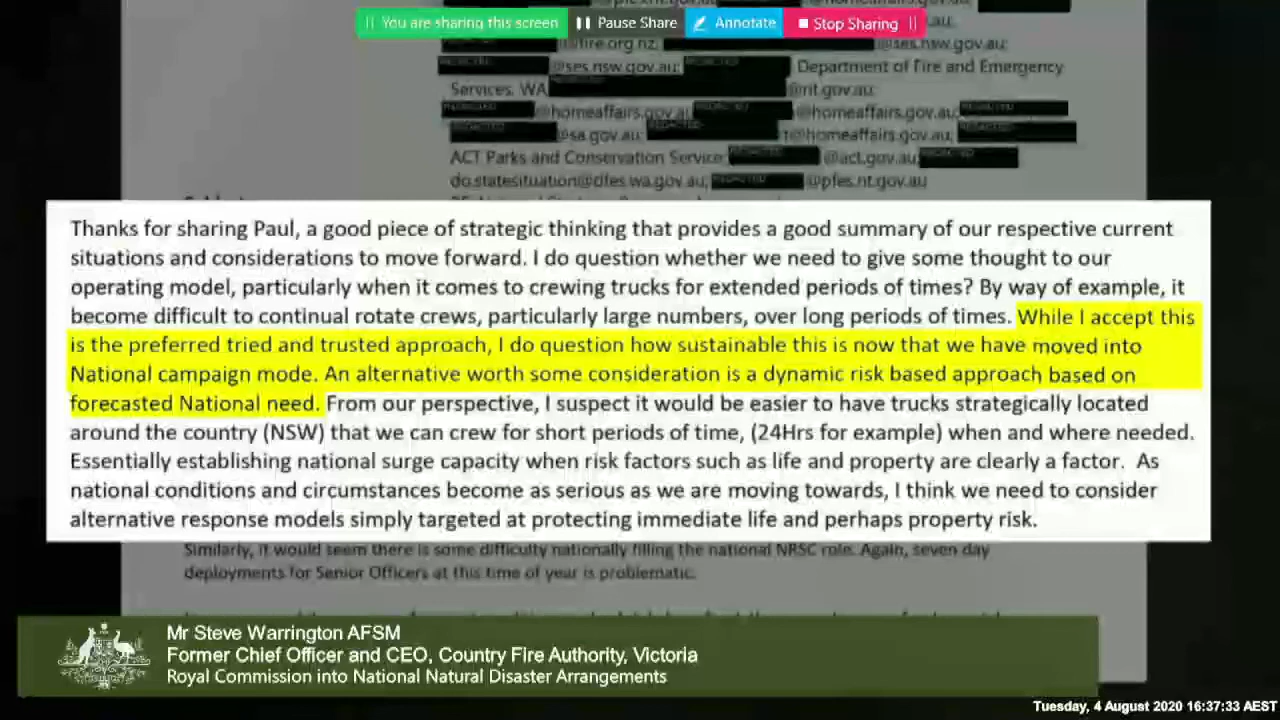 You are sharing this screen Pause Share Annotate Stop Sharing
@fire.org.nz; @ses.nsw.gov.au;
@ses.nsw.gov.au; Department of Fire and Emergency
Services, WA @rit.gov.au;
@homeaffairs.gov.au @homeaffairs.gov.au;
@sa.gov.au; @homeaffairs.gov.au;
ACT Parks and Conservation Service @act.gov.au;
do.statesituation@dfes.wa.gov.au; @pfes.nt.gov.au
Thanks for sharing Paul, a good piece of strategic thinking that provides a good summary of our respective current
situations and considerations to move forward. I do question whether we need to give some thought to our
operating model, particularly when it comes to crewing trucks for extended periods of times? By way of example, it
become difficult to continual rotate crews, particularly large numbers, over long periods of times. While I accept this
is the preferred tried and trusted approach, I do question how sustainable this is now that we have moved into
National campaign mode. An alternative worth some consideration is a dynamic risk based approach based on
forecasted National need. From our perspective, I suspect it would be easier to have trucks strategically located
around the country (NSW) that we can crew for short periods of time, (24Hrs for example) when and where needed.
Essentially establishing national surge capacity when risk factors such as life and property are clearly a factor. As
national conditions and circumstances become as serious as we are moving towards, I think we need to consider
alternative response models simply targeted at protecting immediate life and perhaps property risk.
Similarly, it would seem there is some difficulty nationally filling the national NRSC role. Again, seven day
deployments for Senior Officers at this time of year is problematic.
Mr Steve Warrington AFSM
Former Chief Officer and CEO, Country Fire Authority, Victoria
Royal Commission into National Natural Disaster Arrangements
Tuesday, 4 August 2020 16:37:33 AEST